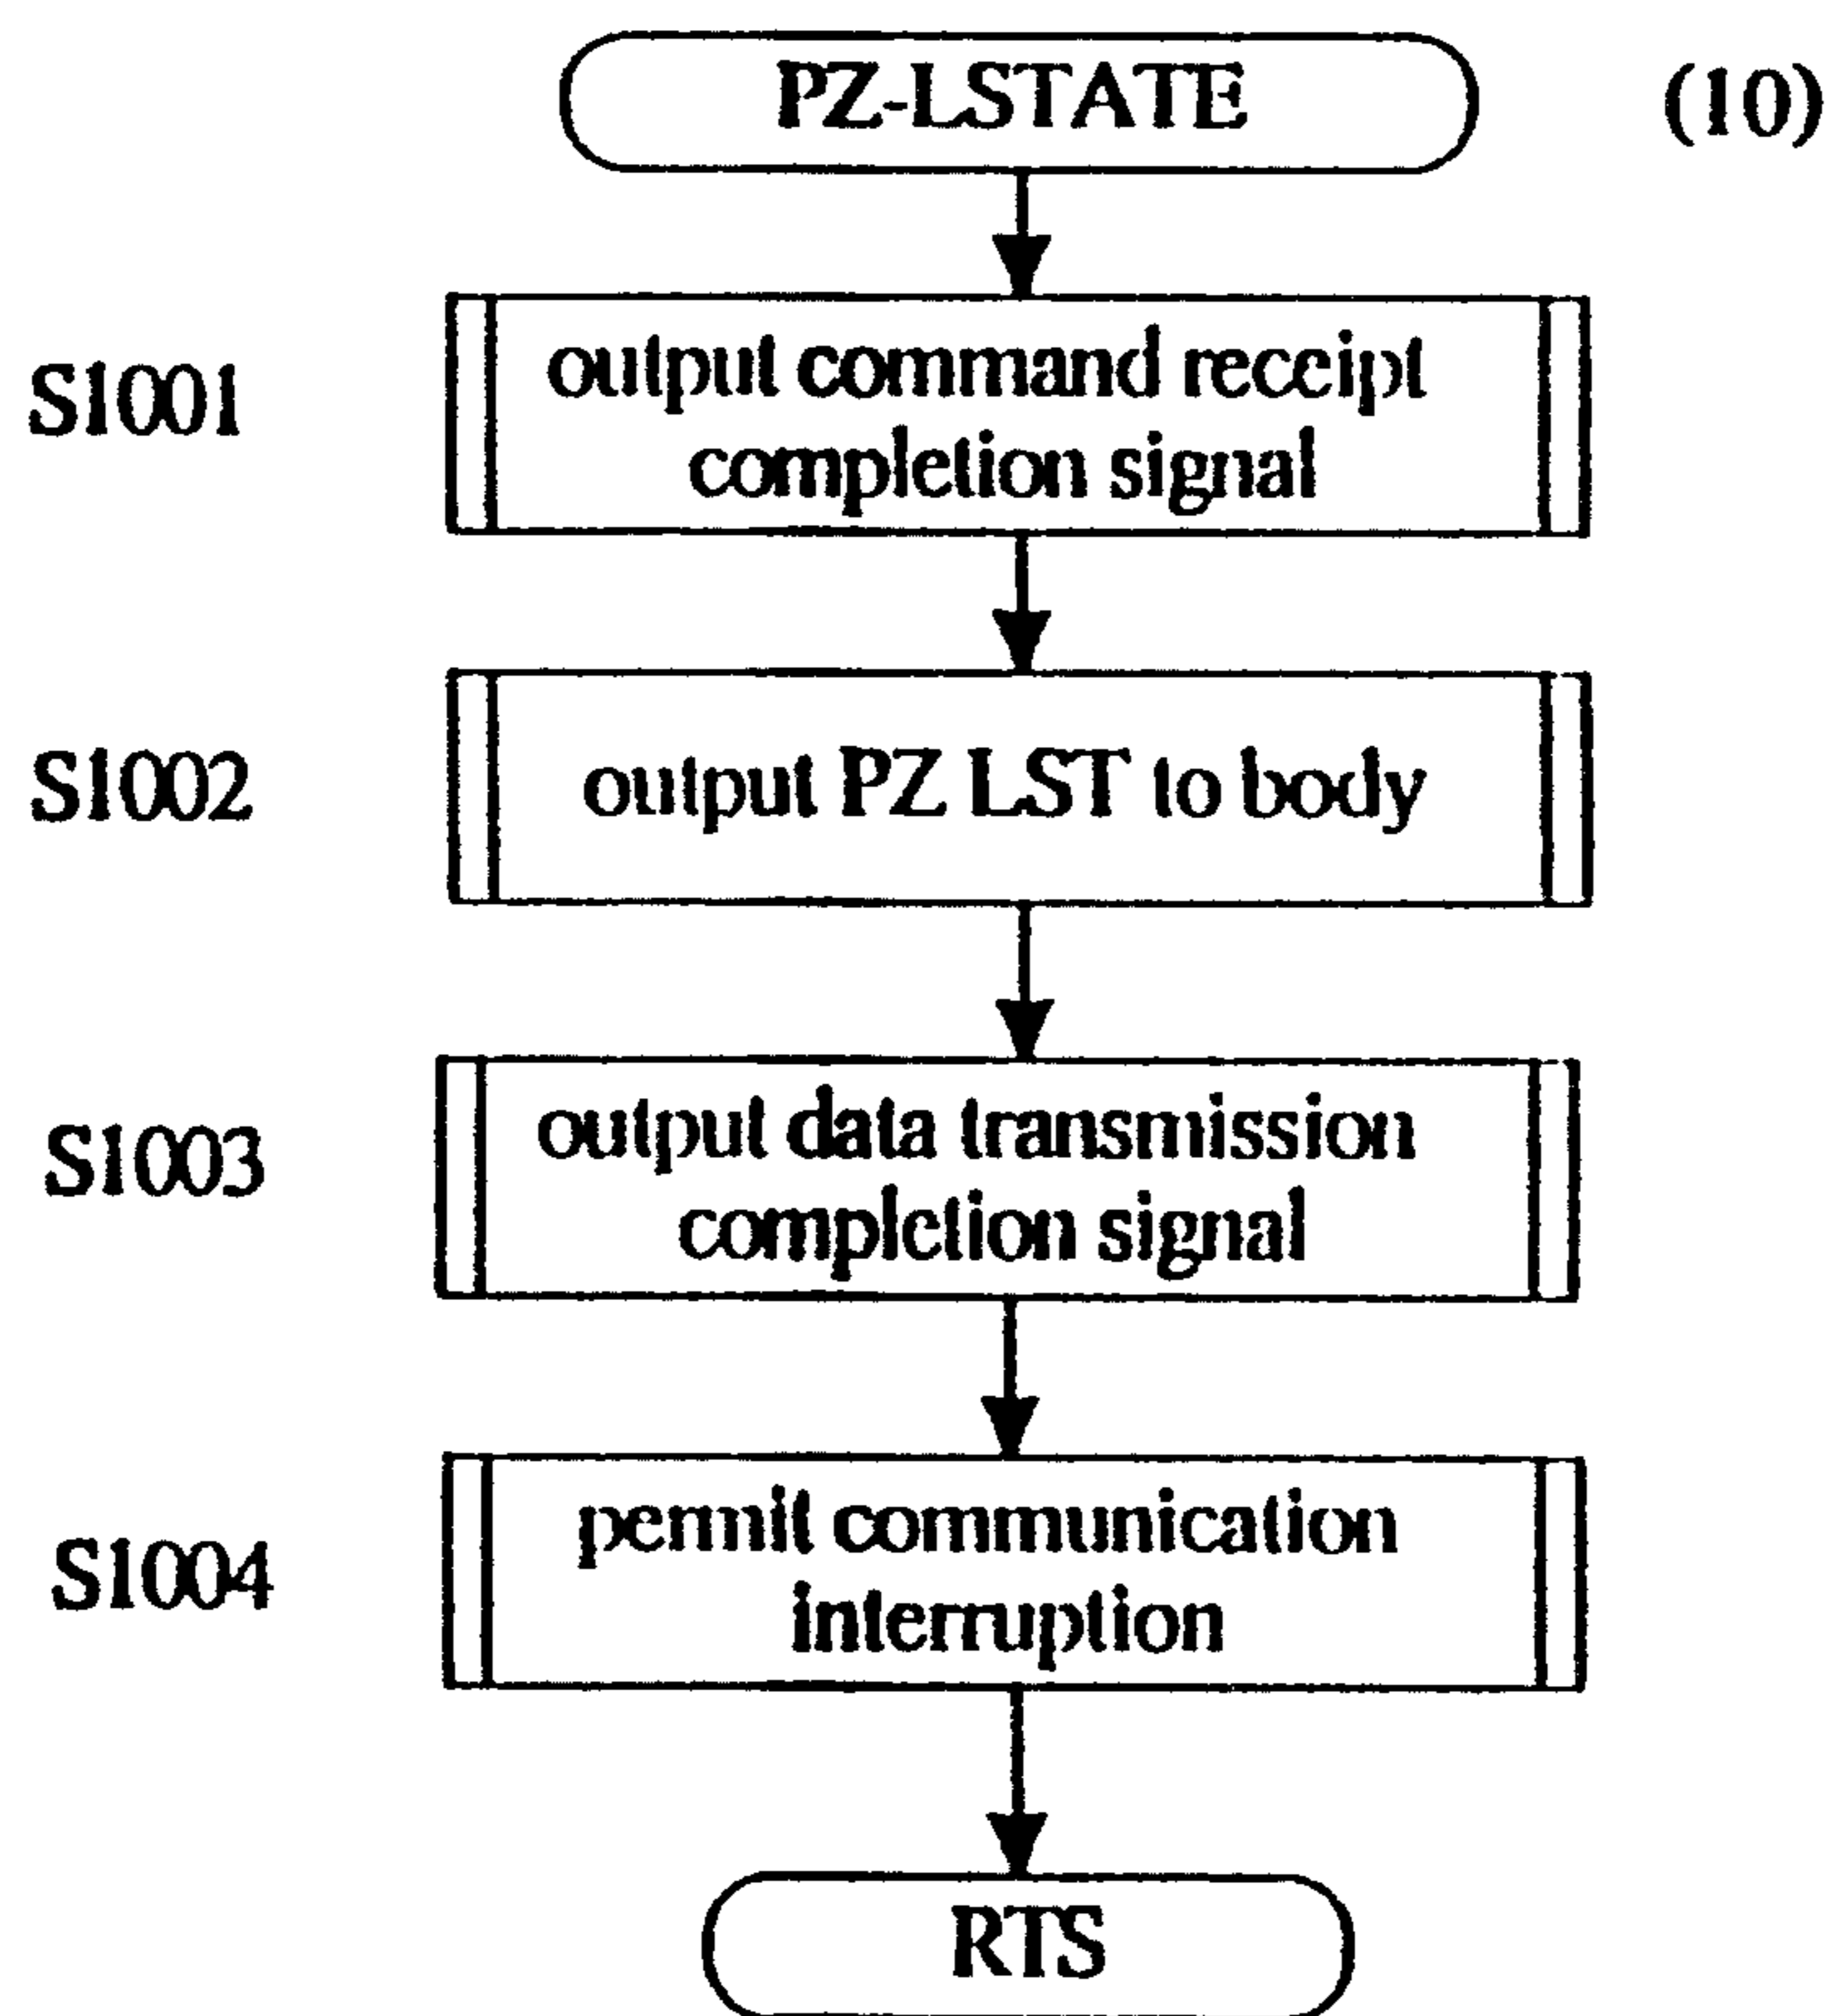 PZ-LSTATE
(10)
S1001
output command receipt
completion signal
S1002
output PZ LST to body
S1003
output data transmission
completion signal
S1004
permit communication
interruption
RTS